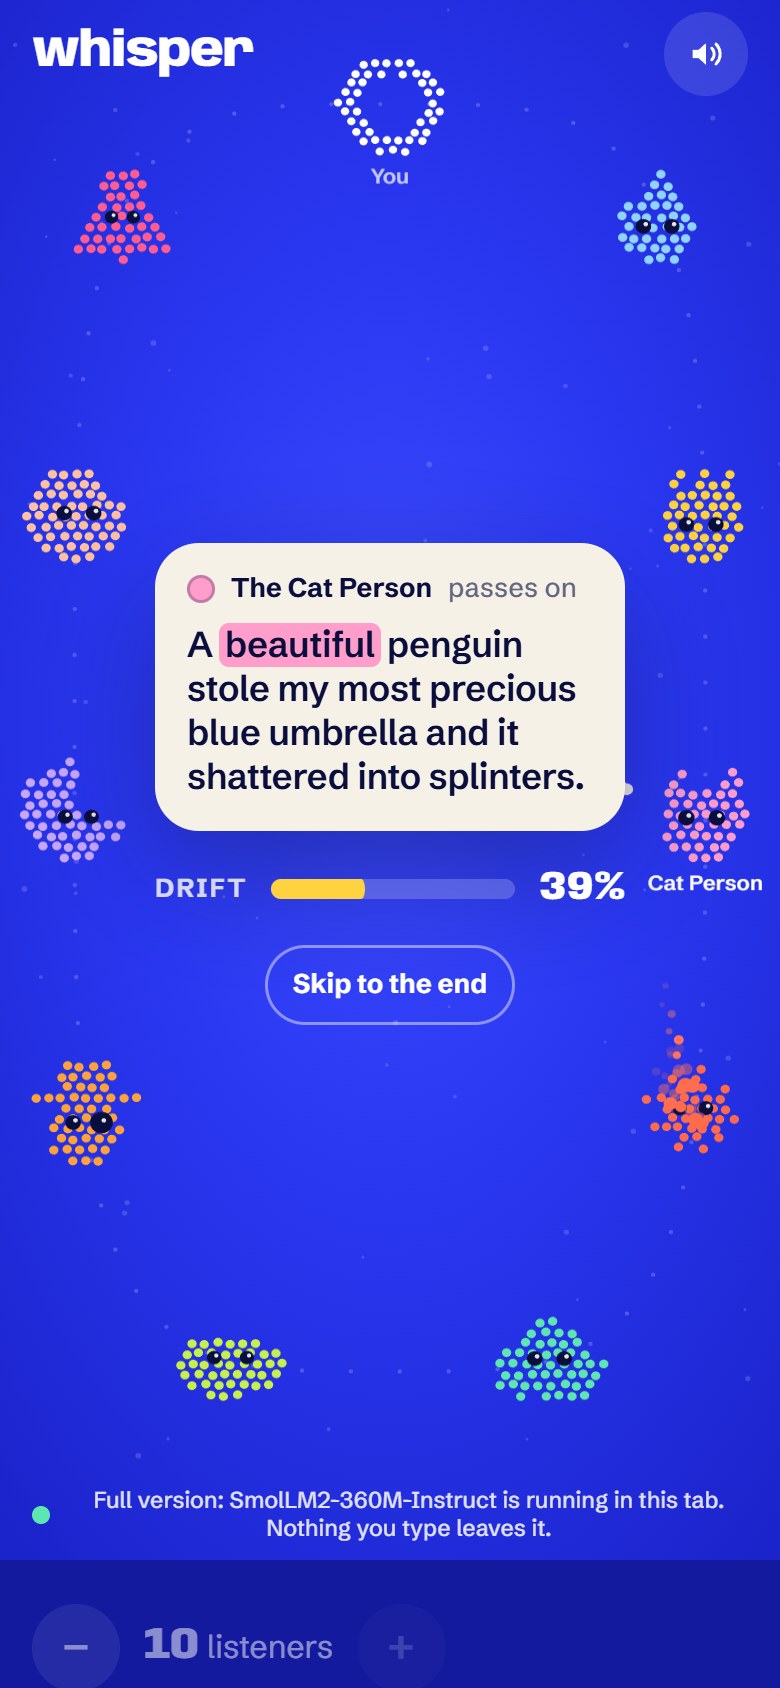 whisper
You
The Cat Person passes on
A beautiful penguin
stole my most precious
blue umbrella and it
shattered into splinters.
DRIFT 39%
Cat Person
Skip to the end
Full version: SmolLM2-360M-Instruct is running in this tab.
Nothing you type leaves it.
− 10 listeners +